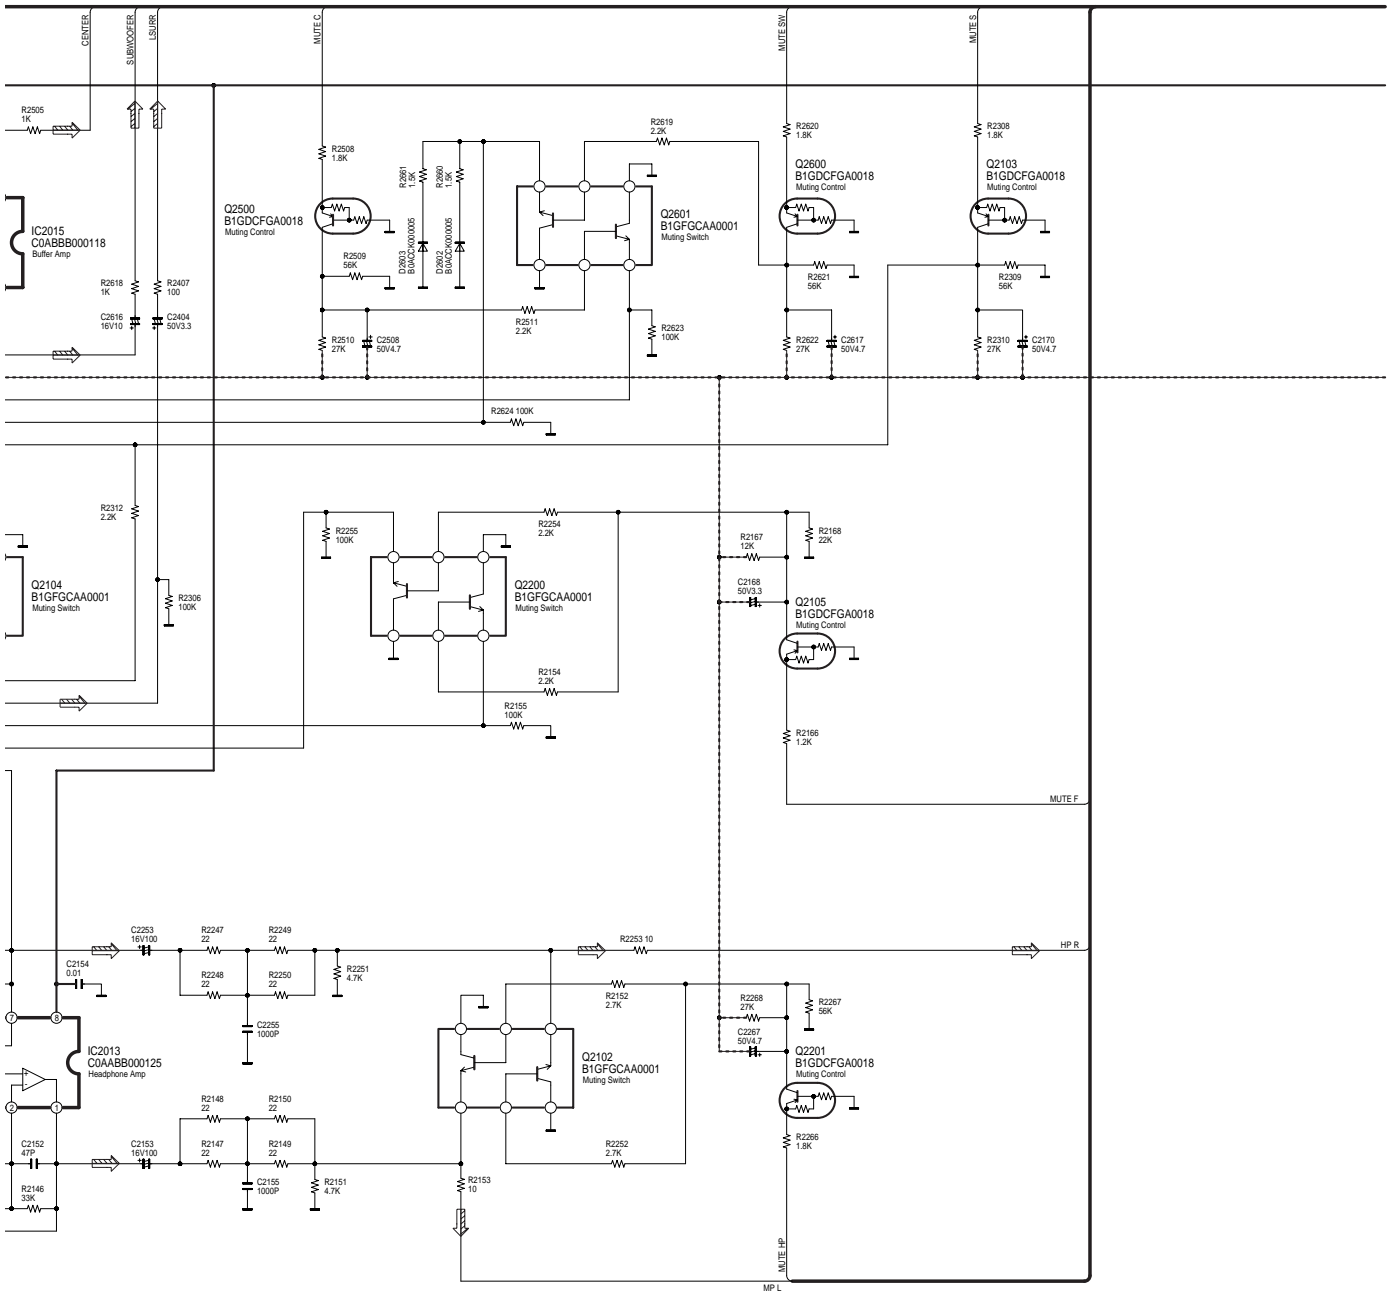 CENTER
SUBWOOFER
LSURR
MUTE C
MUTE SW
MUTE S
R2505
1K
R2508
1.8K
R2661
1.5K
R2660
1.5K
R2619
2.2K
R2620
1.8K
R2308
1.8K
Q2600
B1GDCFGA0018
Muting Control
Q2103
B1GDCFGA0018
Muting Control
Q2500
B1GDCFGA0018
Muting Control
Q2601
B1GFGCAA0001
Muting Switch
IC2015
C0ABBB000118
Buffer Amp
R2509
56K
D2603
B0ACCK000005
D2602
B0ACCK000005
R2618
1K
R2407
100
R2621
56K
R2309
56K
C2616
16V10
C2404
50V3.3
R2511
2.2K
R2510
27K
C2508
50V4.7
R2623
100K
R2622
27K
C2617
50V4.7
R2310
27K
C2170
50V4.7
R2624 100K
R2312
2.2K
R2255
100K
R2254
2.2K
R2167
12K
R2168
22K
Q2104
B1GFGCAA0001
Muting Switch
R2306
100K
Q2200
B1GFGCAA0001
Muting Switch
C2168
50V3.3
Q2105
B1GDCFGA0018
Muting Control
R2154
2.2K
R2155
100K
R2166
1.2K
MUTE F
C2253
16V100
R2247
22
R2249
22
R2253 10
HP R
C2154
0.01
R2248
22
R2250
22
R2251
4.7K
R2152
2.7K
R2268
27K
R2267
56K
7
8
C2255
1000P
C2267
50V4.7
IC2013
C0AABB000125
Headphone Amp
Q2102
B1GFGCAA0001
Muting Switch
Q2201
B1GDCFGA0018
Muting Control
+
-
2
1
R2148
22
R2150
22
C2152
47P
C2153
16V100
R2147
22
R2149
22
R2252
2.7K
R2266
1.8K
R2146
33K
C2155
1000P
R2151
4.7K
R2153
10
MUTE HP
MP L